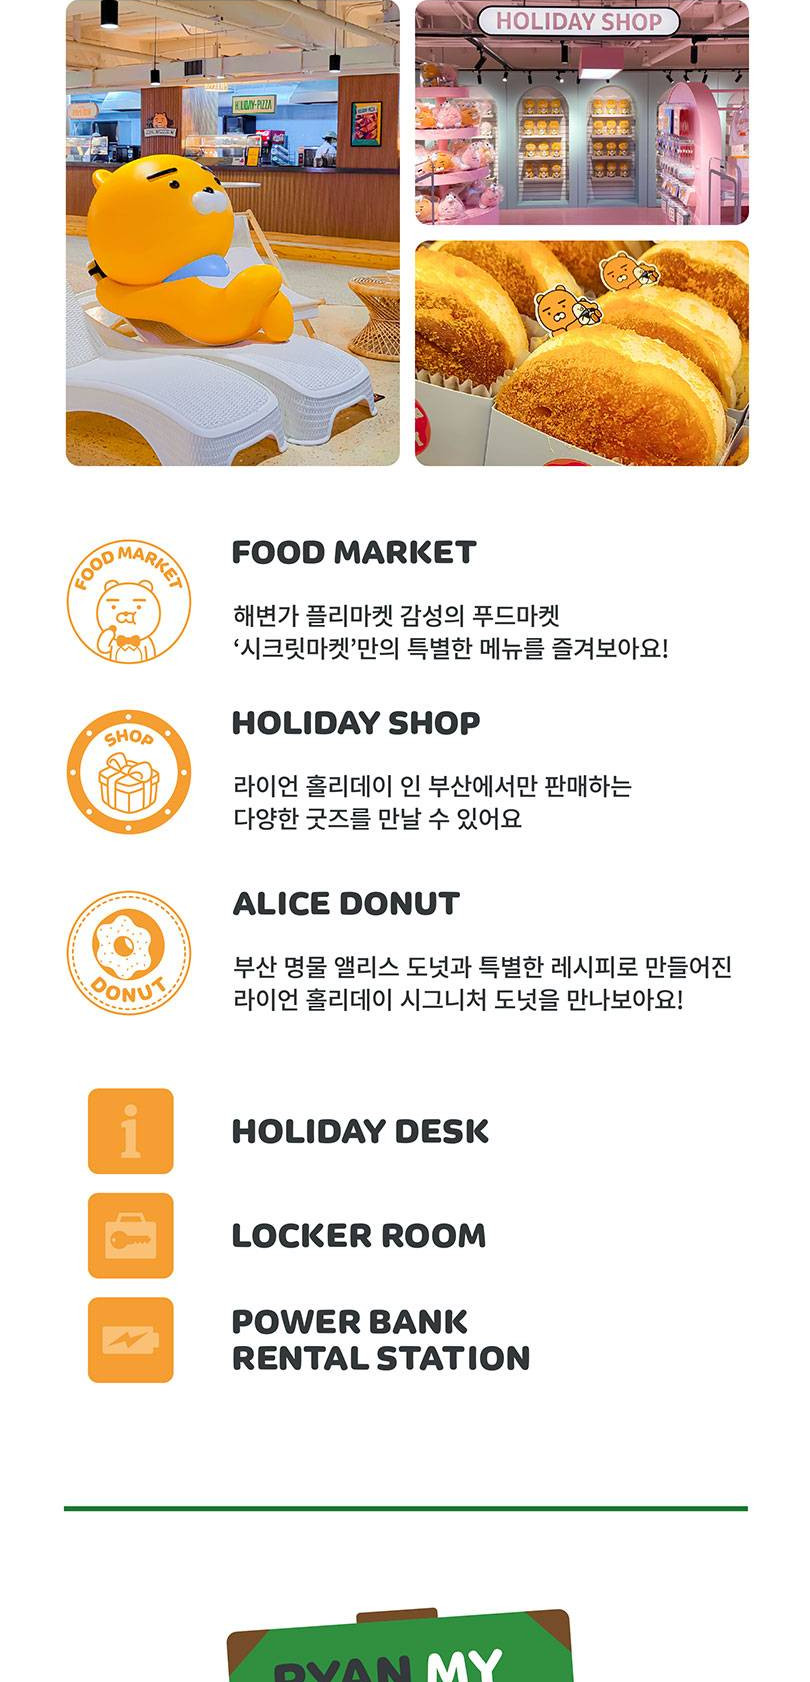 HOLIDAY-PIZZA
HOLIDAY SHOP
FOOD MARKET
FOOD MARKET
해변가 플리마켓 감성의 푸드마켓
‘시크릿마켓’만의 특별한 메뉴를 즐겨보아요!
SHOP
HOLIDAY SHOP
라이언 홀리데이 인 부산에서만 판매하는
다양한 굿즈를 만날 수 있어요
DONUT
ALICE DONUT
부산 명물 앨리스 도넛과 특별한 레시피로 만들어진
라이언 홀리데이 시그니처 도넛을 만나보아요!
i
HOLIDAY DESK
LOCKER ROOM
POWER BANK
RENTAL STATION
RYAN MY